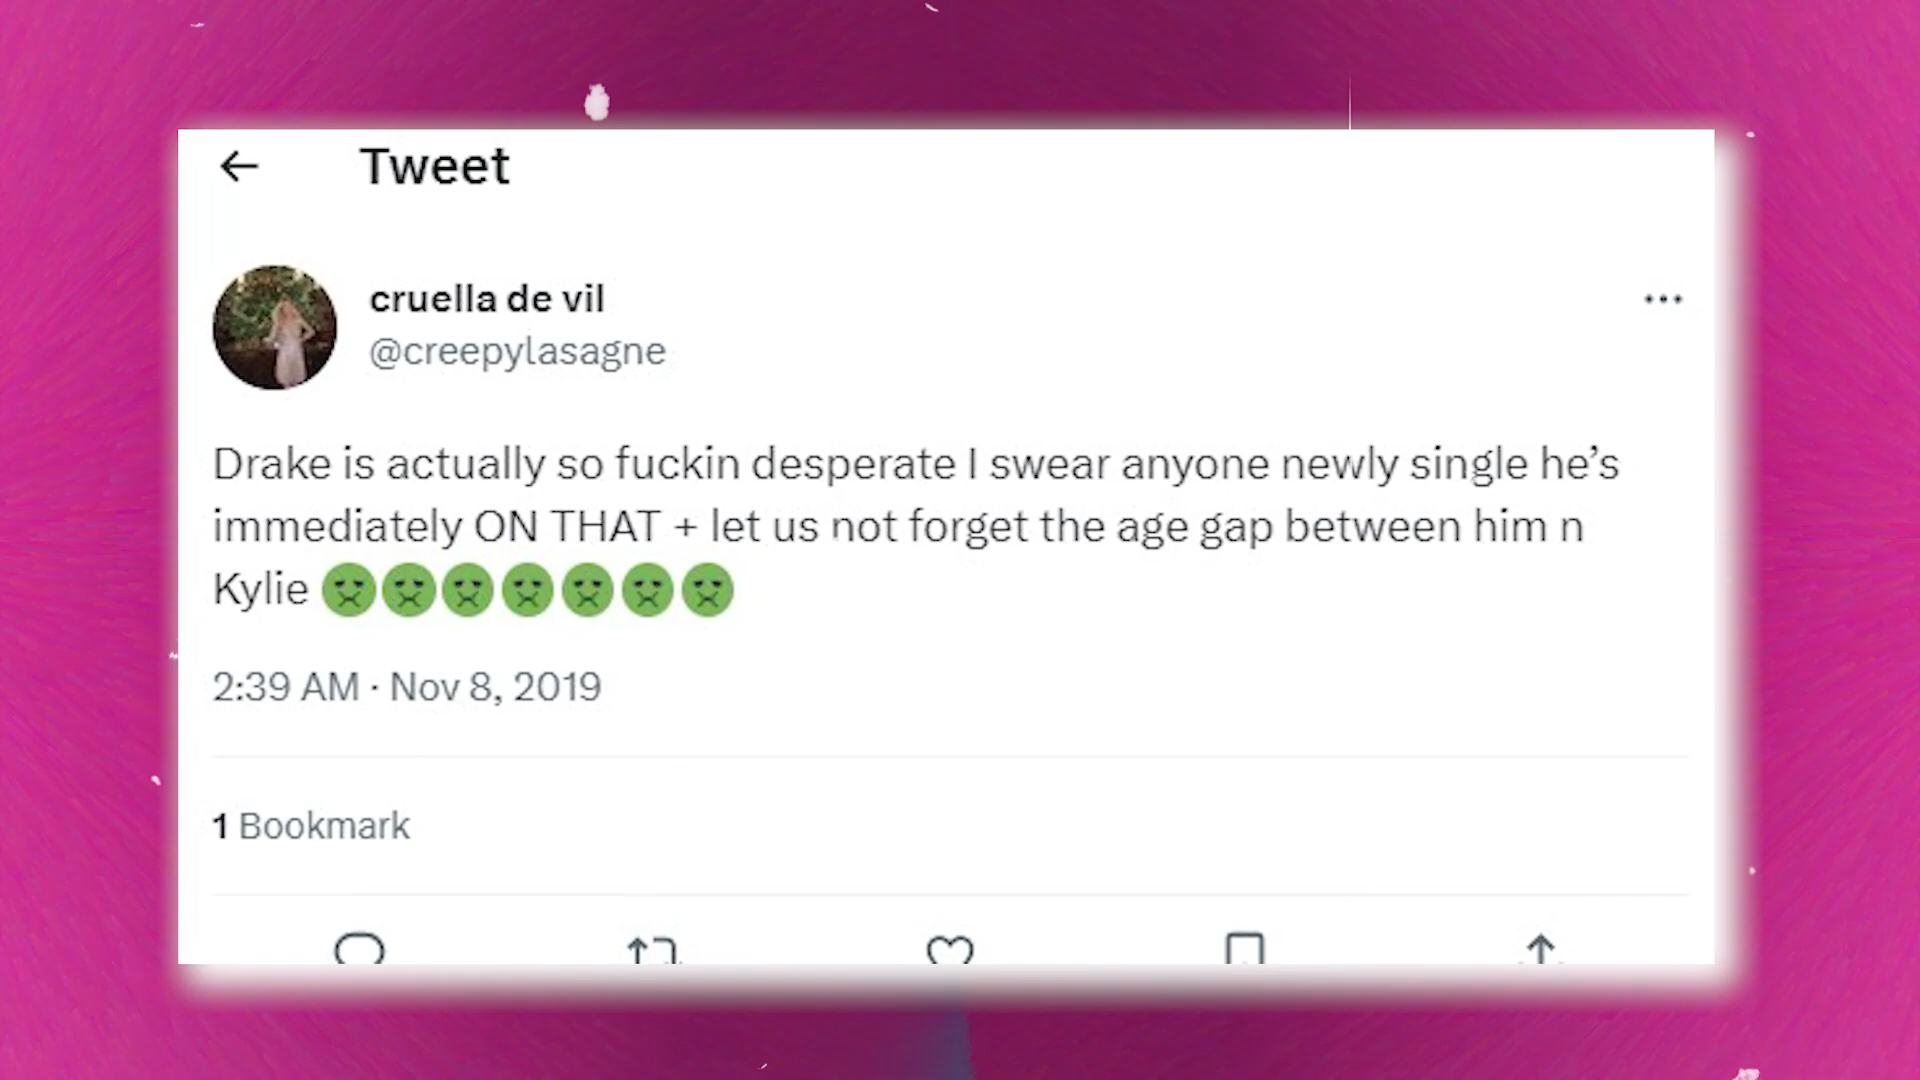 Tweet
cruella de vil
@creepylasagne
Drake is actually so fuckin desperate I swear anyone newly single he’s
immediately ON THAT + let us not forget the age gap between him n
Kylie 🤢🤢🤢🤢🤢🤢🤢
2:39 AM · Nov 8, 2019
1 Bookmark